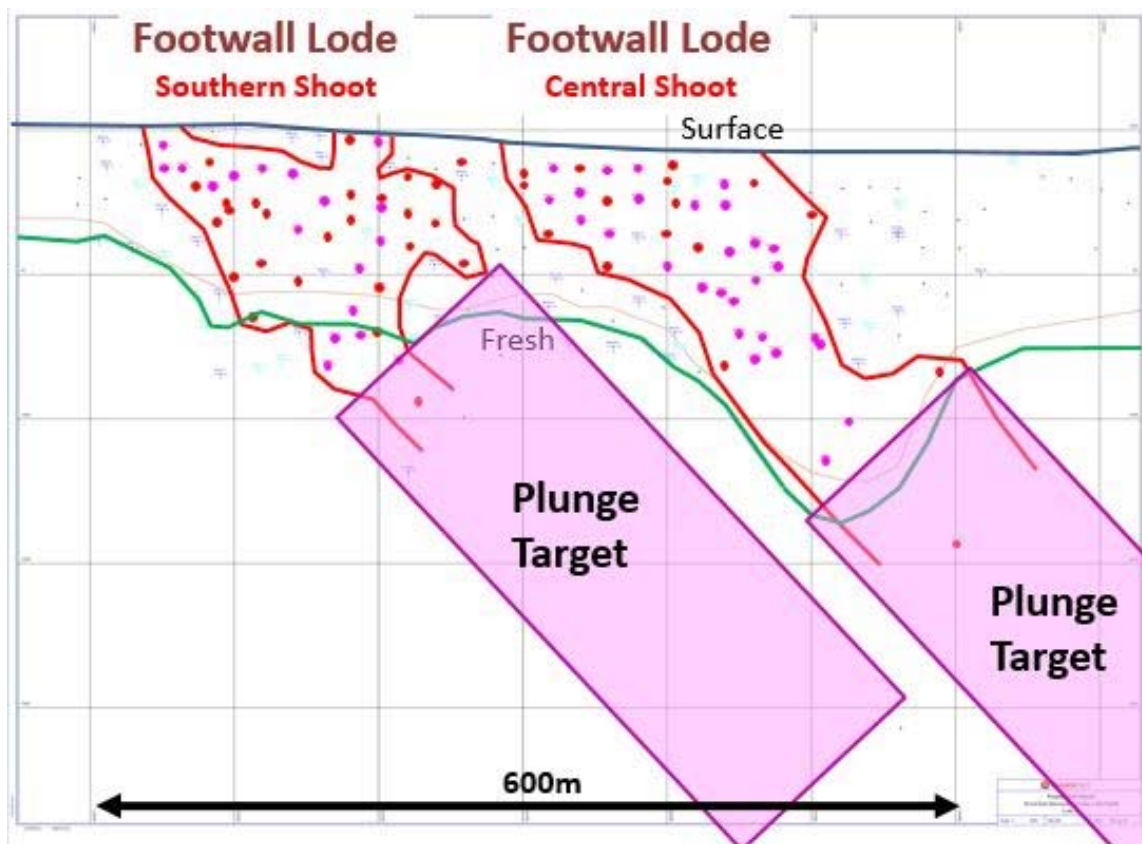 Footwall Lode
Southern Shoot
Footwall Lode
Central Shoot
Surface
Fresh
Plunge
Target
Plunge
Target
600m